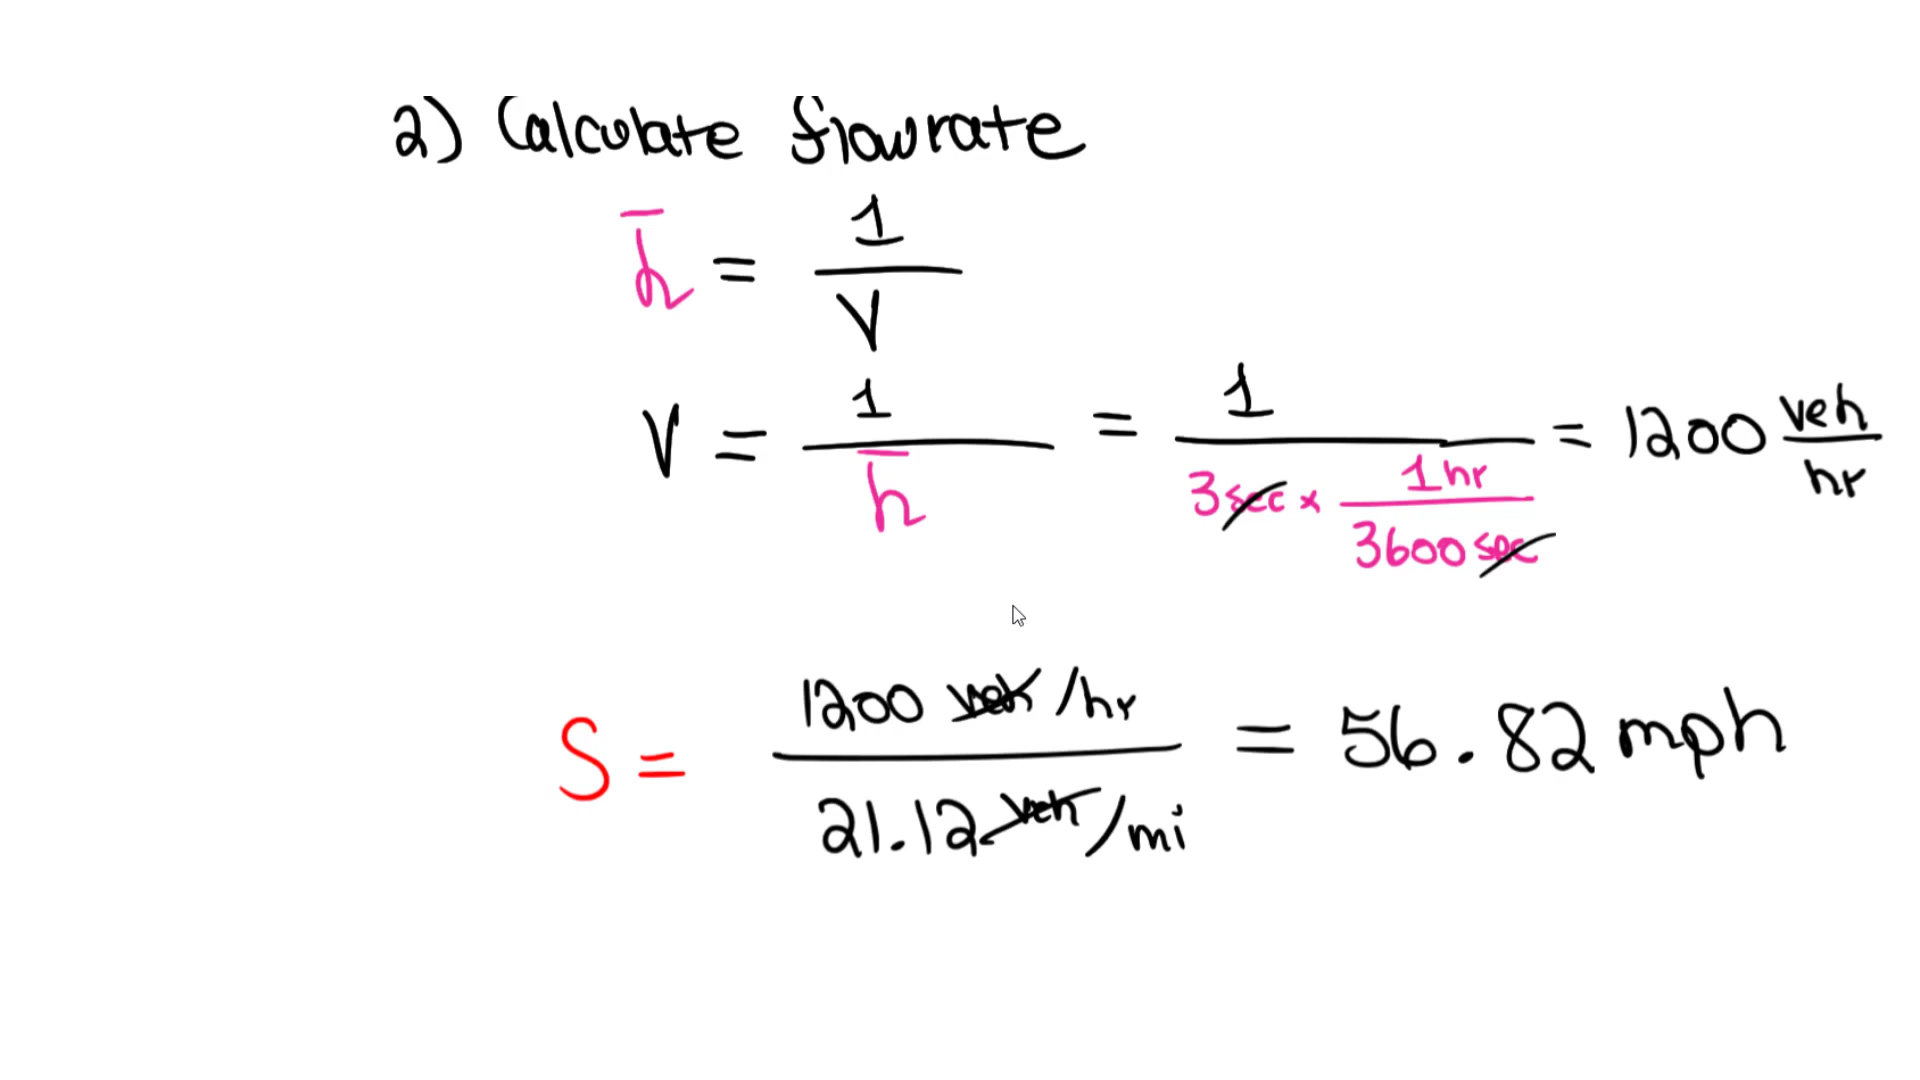 2) Calculate flowrate
h̄ = 1 / V
V = 1 / h̄ = 1 / (3 sec x 1 hr / 3600 sec) = 1200 veh / hr
S = 1200 veh/hr / 21.12 veh/mi = 56.82 mph